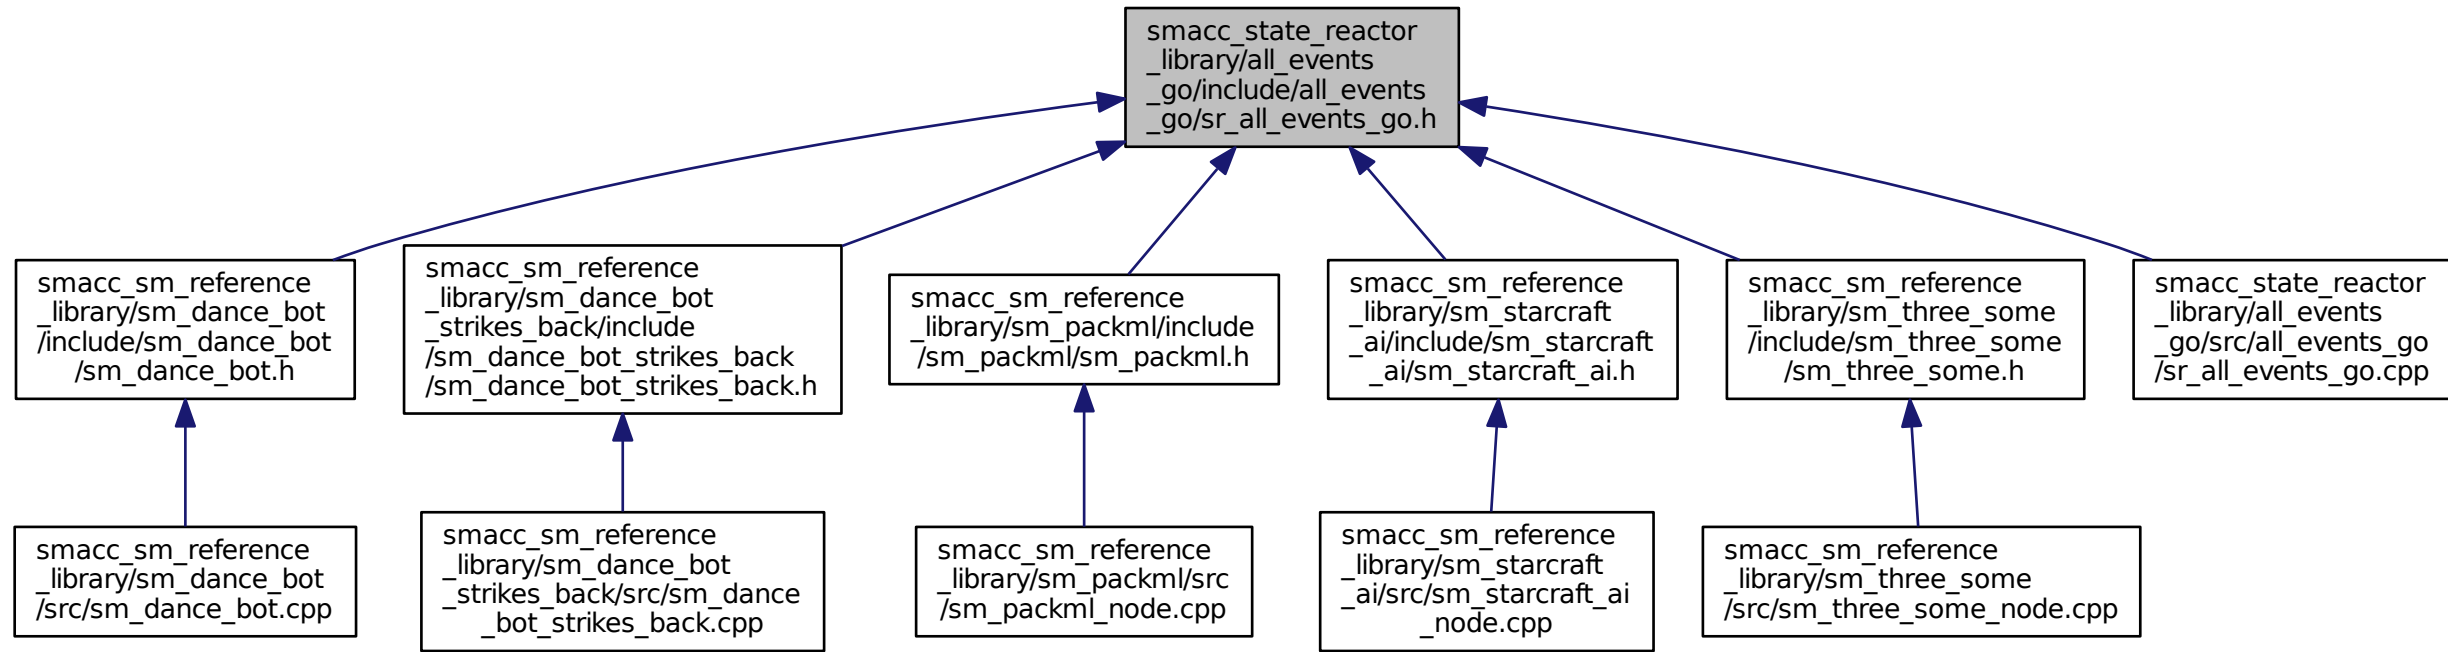 smacc_state_reactor
_library/all_events
_go/include/all_events
_go/sr_all_events_go.h
smacc_sm_reference
_library/sm_dance_bot
/include/sm_dance_bot
/sm_dance_bot.h
smacc_sm_reference
_library/sm_dance_bot
_strikes_back/include
/sm_dance_bot_strikes_back
/sm_dance_bot_strikes_back.h
smacc_sm_reference
_library/sm_packml/include
/sm_packml/sm_packml.h
smacc_sm_reference
_library/sm_starcraft
_ai/include/sm_starcraft
_ai/sm_starcraft_ai.h
smacc_sm_reference
_library/sm_three_some
/include/sm_three_some
/sm_three_some.h
smacc_state_reactor
_library/all_events
_go/src/all_events_go
/sr_all_events_go.cpp
smacc_sm_reference
_library/sm_dance_bot
/src/sm_dance_bot.cpp
smacc_sm_reference
_library/sm_dance_bot
_strikes_back/src/sm_dance
_bot_strikes_back.cpp
smacc_sm_reference
_library/sm_packml/src
/sm_packml_node.cpp
smacc_sm_reference
_library/sm_starcraft
_ai/src/sm_starcraft_ai
_node.cpp
smacc_sm_reference
_library/sm_three_some
/src/sm_three_some_node.cpp